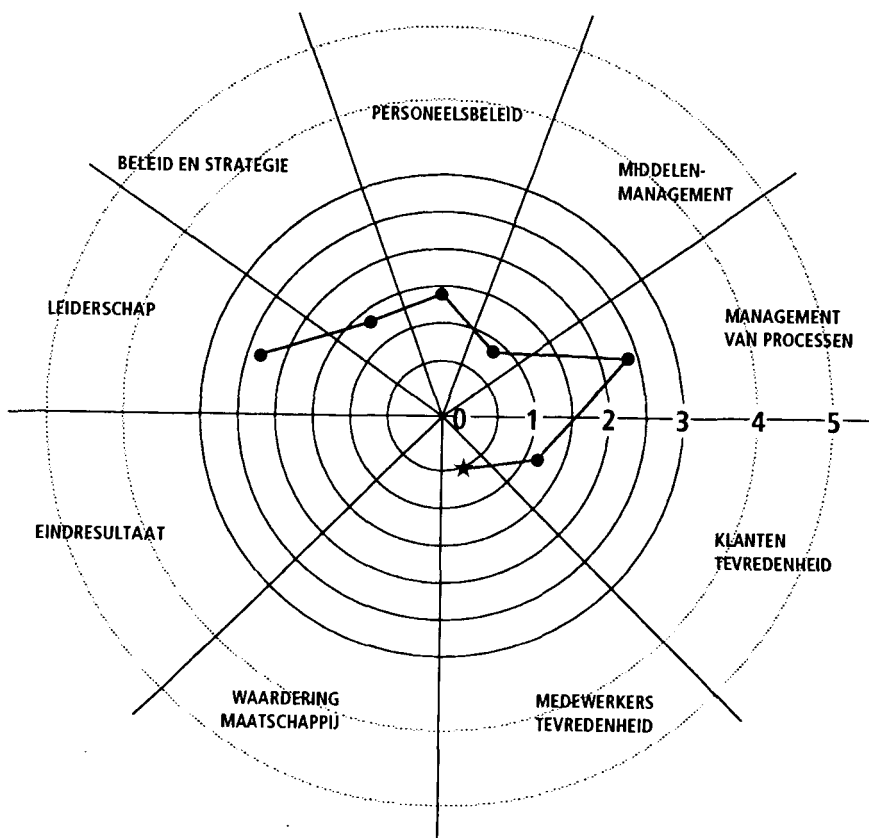 PERSONEELSBELEID
BELEID EN STRATEGIE
MIDDELEN-
MANAGEMENT
LEIDERSCHAP
MANAGEMENT
VAN PROCESSEN
0 1 2 3 4 5
EINDRESULTAAT
KLANTEN
TEVREDENHEID
WAARDERING
MAATSCHAPPIJ
MEDEWERKERS
TEVREDENHEID